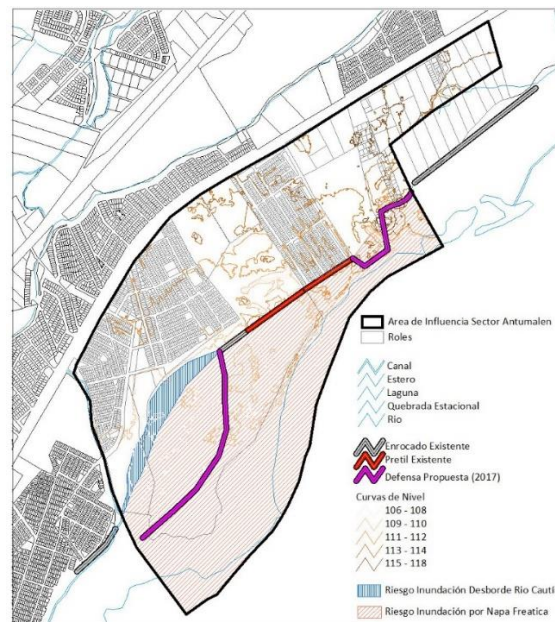 Area de Influencia Sector Antumalen
Roles
Canal
Estero
Laguna
Quebrada Estacional
Río
Enrocado Existente
Pretil Existente
Defensa Propuesta (2017)
Curvas de Nivel
106 - 108
109 - 110
111 - 112
113 - 114
115 - 118
Riesgo Inundación Desborde Rio Cauti
Riesgo Inundación por Napa Freatica